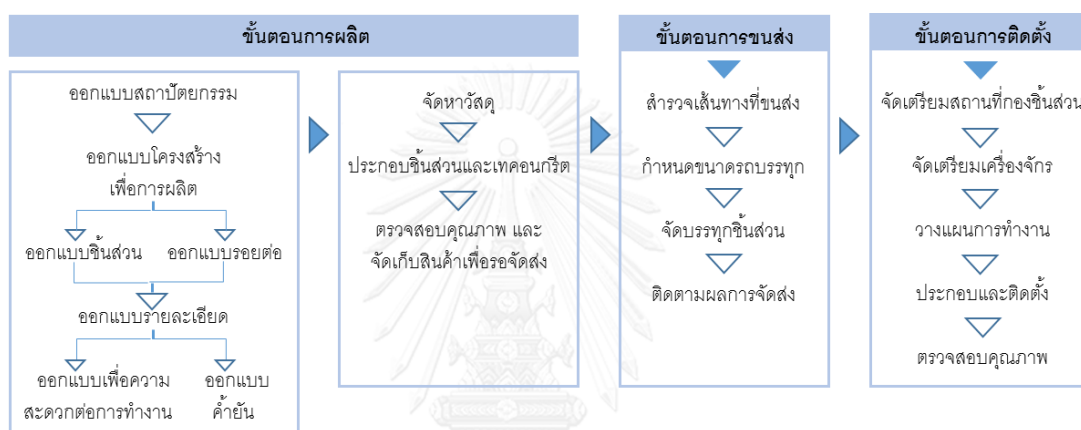 ขั้นตอนการผลิต
ออกแบบสถาปัตยกรรม
ออกแบบโครงสร้าง
เพื่อการผลิต
ออกแบบชิ้นส่วน ออกแบบรอยต่อ
ออกแบบรายละเอียด
ออกแบบเพื่อความ
สะดวกต่อการทำงาน
ออกแบบ
ค้ำยัน
จัดหาวัสดุ
ประกอบชิ้นส่วนและเทคอนกรีต
ตรวจสอบคุณภาพ และ
จัดเก็บสินค้าเพื่อรอจัดส่ง
ขั้นตอนการขนส่ง
สำรวจเส้นทางที่ขนส่ง
กำหนดขนาดรถบรรทุก
จัดบรรทุกชิ้นส่วน
ติดตามผลการจัดส่ง
ขั้นตอนการติดตั้ง
จัดเตรียมสถานที่กองชิ้นส่วน
จัดเตรียมเครื่องจักร
วางแผนการทำงาน
ประกอบและติดตั้ง
ตรวจสอบคุณภาพ